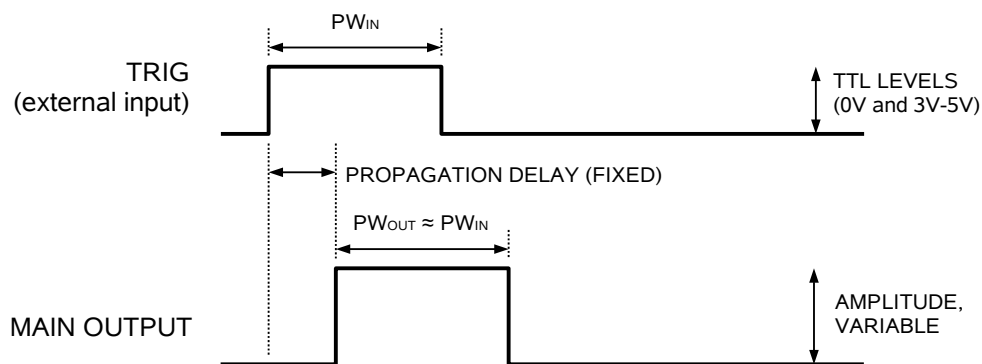 PWIN
TRIG
(external input)
TTL LEVELS
(0V and 3V-5V)
PROPAGATION DELAY (FIXED)
PWOUT ≈ PWIN
MAIN OUTPUT
AMPLITUDE,
VARIABLE